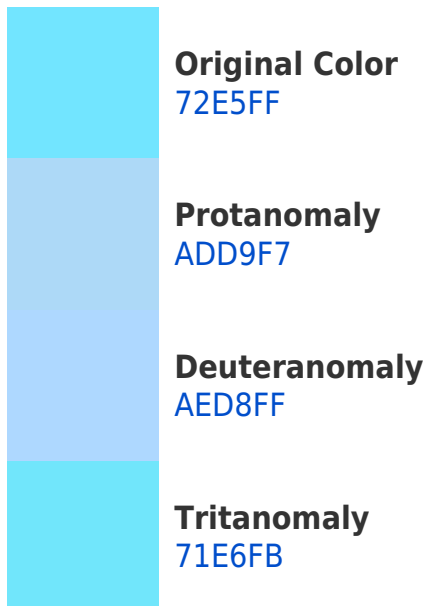 Original Color
72E5FF
Protanomaly
ADD9F7
Deuteranomaly
AED8FF
Tritanomaly
71E6FB